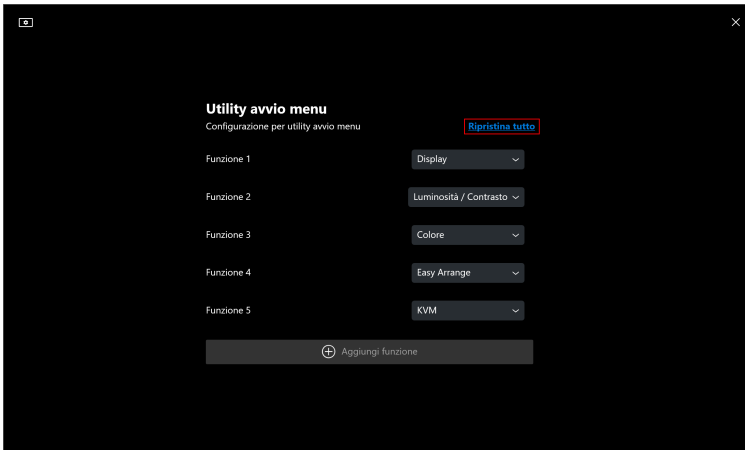 Utility avvio menu
Configurazione per utility avvio menu
Ripristina tutto
Funzione 1
Display
Funzione 2
Luminosità / Contrasto
Funzione 3
Colore
Funzione 4
Easy Arrange
Funzione 5
KVM
Aggiungi funzione